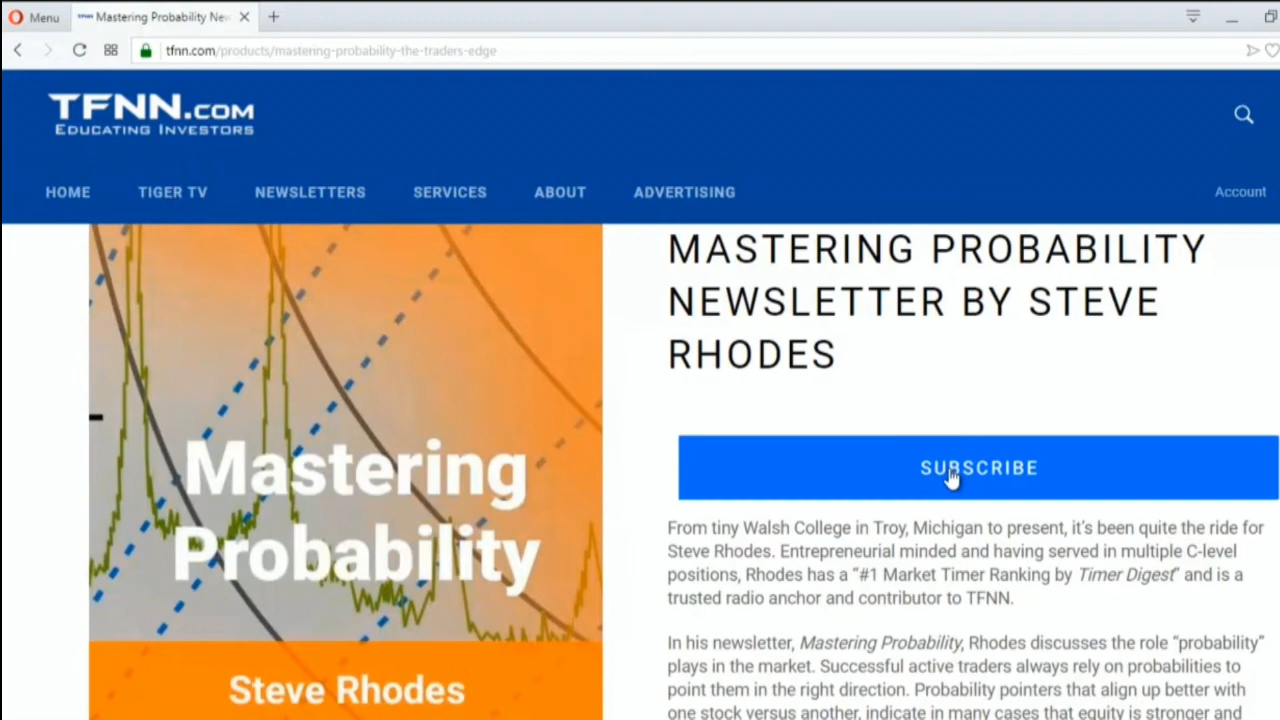 Menu
TFNN Mastering Probability New
tfnn.com/products/mastering-probability-the-traders-edge
TFNN.COM
EDUCATING INVESTORS
HOME TIGER TV NEWSLETTERS SERVICES ABOUT ADVERTISING Account
MASTERING PROBABILITY
NEWSLETTER BY STEVE
RHODES
Mastering
Probability
Steve Rhodes
SUBSCRIBE
From tiny Walsh College in Troy, Michigan to present, it's been quite the ride for
Steve Rhodes. Entrepreneurial minded and having served in multiple C-level
positions, Rhodes has a “#1 Market Timer Ranking by Timer Digest” and is a
trusted radio anchor and contributor to TFNN.
In his newsletter, Mastering Probability, Rhodes discusses the role “probability”
plays in the market. Successful active traders always rely on probabilities to
point them in the right direction. Probability pointers that align up better with
one stock versus another, indicate in many cases that equity is stronger and